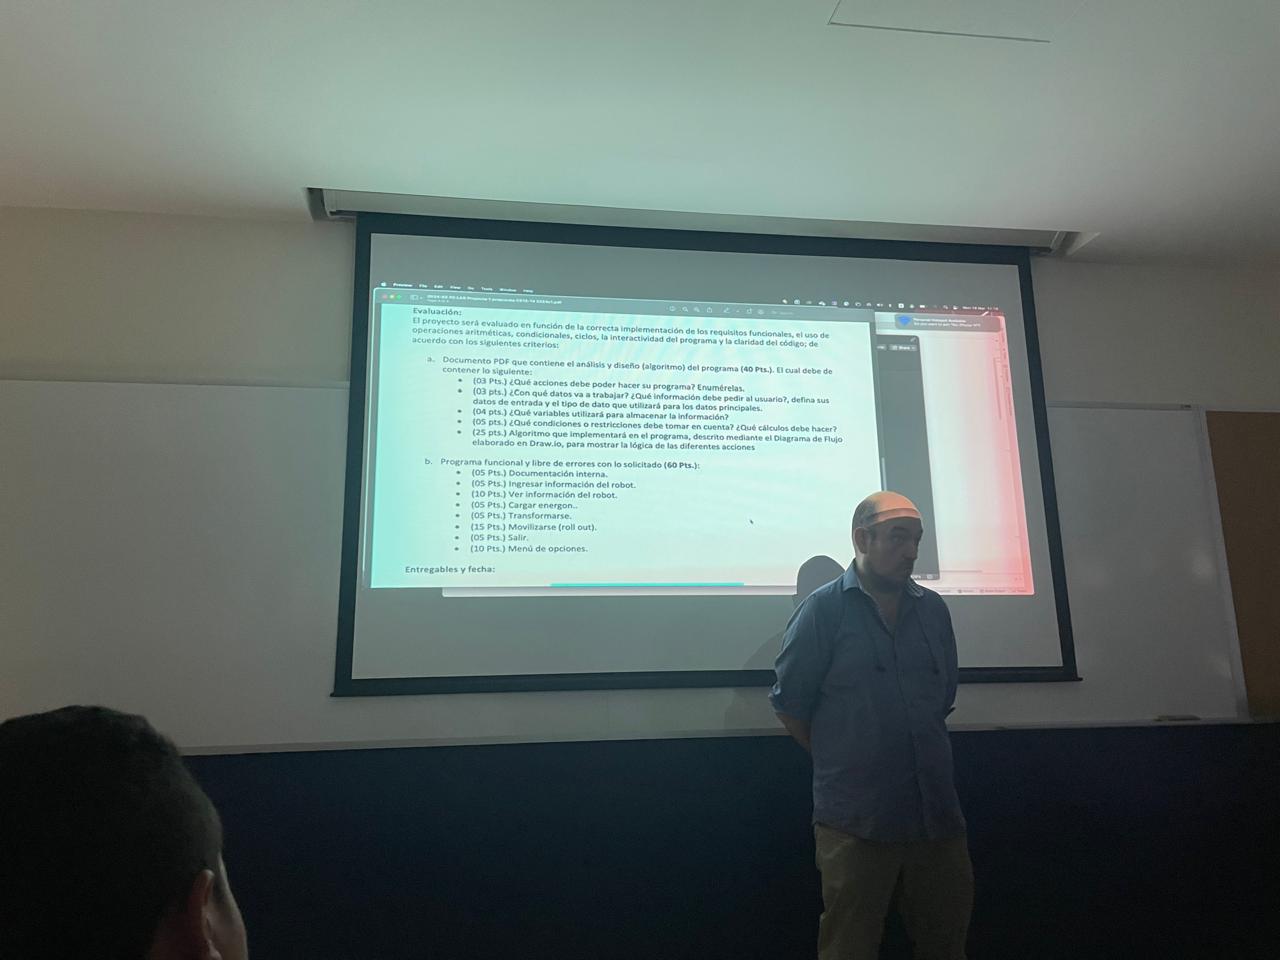 Preview File Edit View Go Tools Window Help
Evaluación:
El proyecto será evaluado en función de la correcta implementación de los requisitos funcionales, el uso de
operaciones aritméticas, condicionales, ciclos, la interactividad del programa y la claridad del código; de
acuerdo con los siguientes criterios:
a. Documento PDF que contiene el análisis y diseño (algoritmo) del programa (40 Pts.). El cual debe de
contener lo siguiente:
• (03 Pts.) ¿Qué acciones debe poder hacer su programa? Enumérelas.
• (03 pts.) ¿Con qué datos va a trabajar? ¿Qué información debe pedir al usuario?, defina sus
datos de entrada y el tipo de dato que utilizará para los datos principales.
• (04 pts.) ¿Qué variables utilizará para almacenar la información?
• (05 pts.) ¿Qué condiciones o restricciones debe tomar en cuenta? ¿Qué cálculos debe hacer?
• (25 pts.) Algoritmo que implementará en el programa, descrito mediante el Diagrama de Flujo
elaborado en Draw.io, para mostrar la lógica de las diferentes acciones
b. Programa funcional y libre de errores con lo solicitado (60 Pts.):
• (05 Pts.) Documentación interna.
• (05 Pts.) Ingresar información del robot.
• (10 Pts.) Ver información del robot.
• (05 Pts.) Cargar energon..
• (05 Pts.) Transformarse.
• (15 Pts.) Movilizarse (roll out).
• (05 Pts.) Salir.
• (10 Pts.) Menú de opciones.
Entregables y fecha:
Share